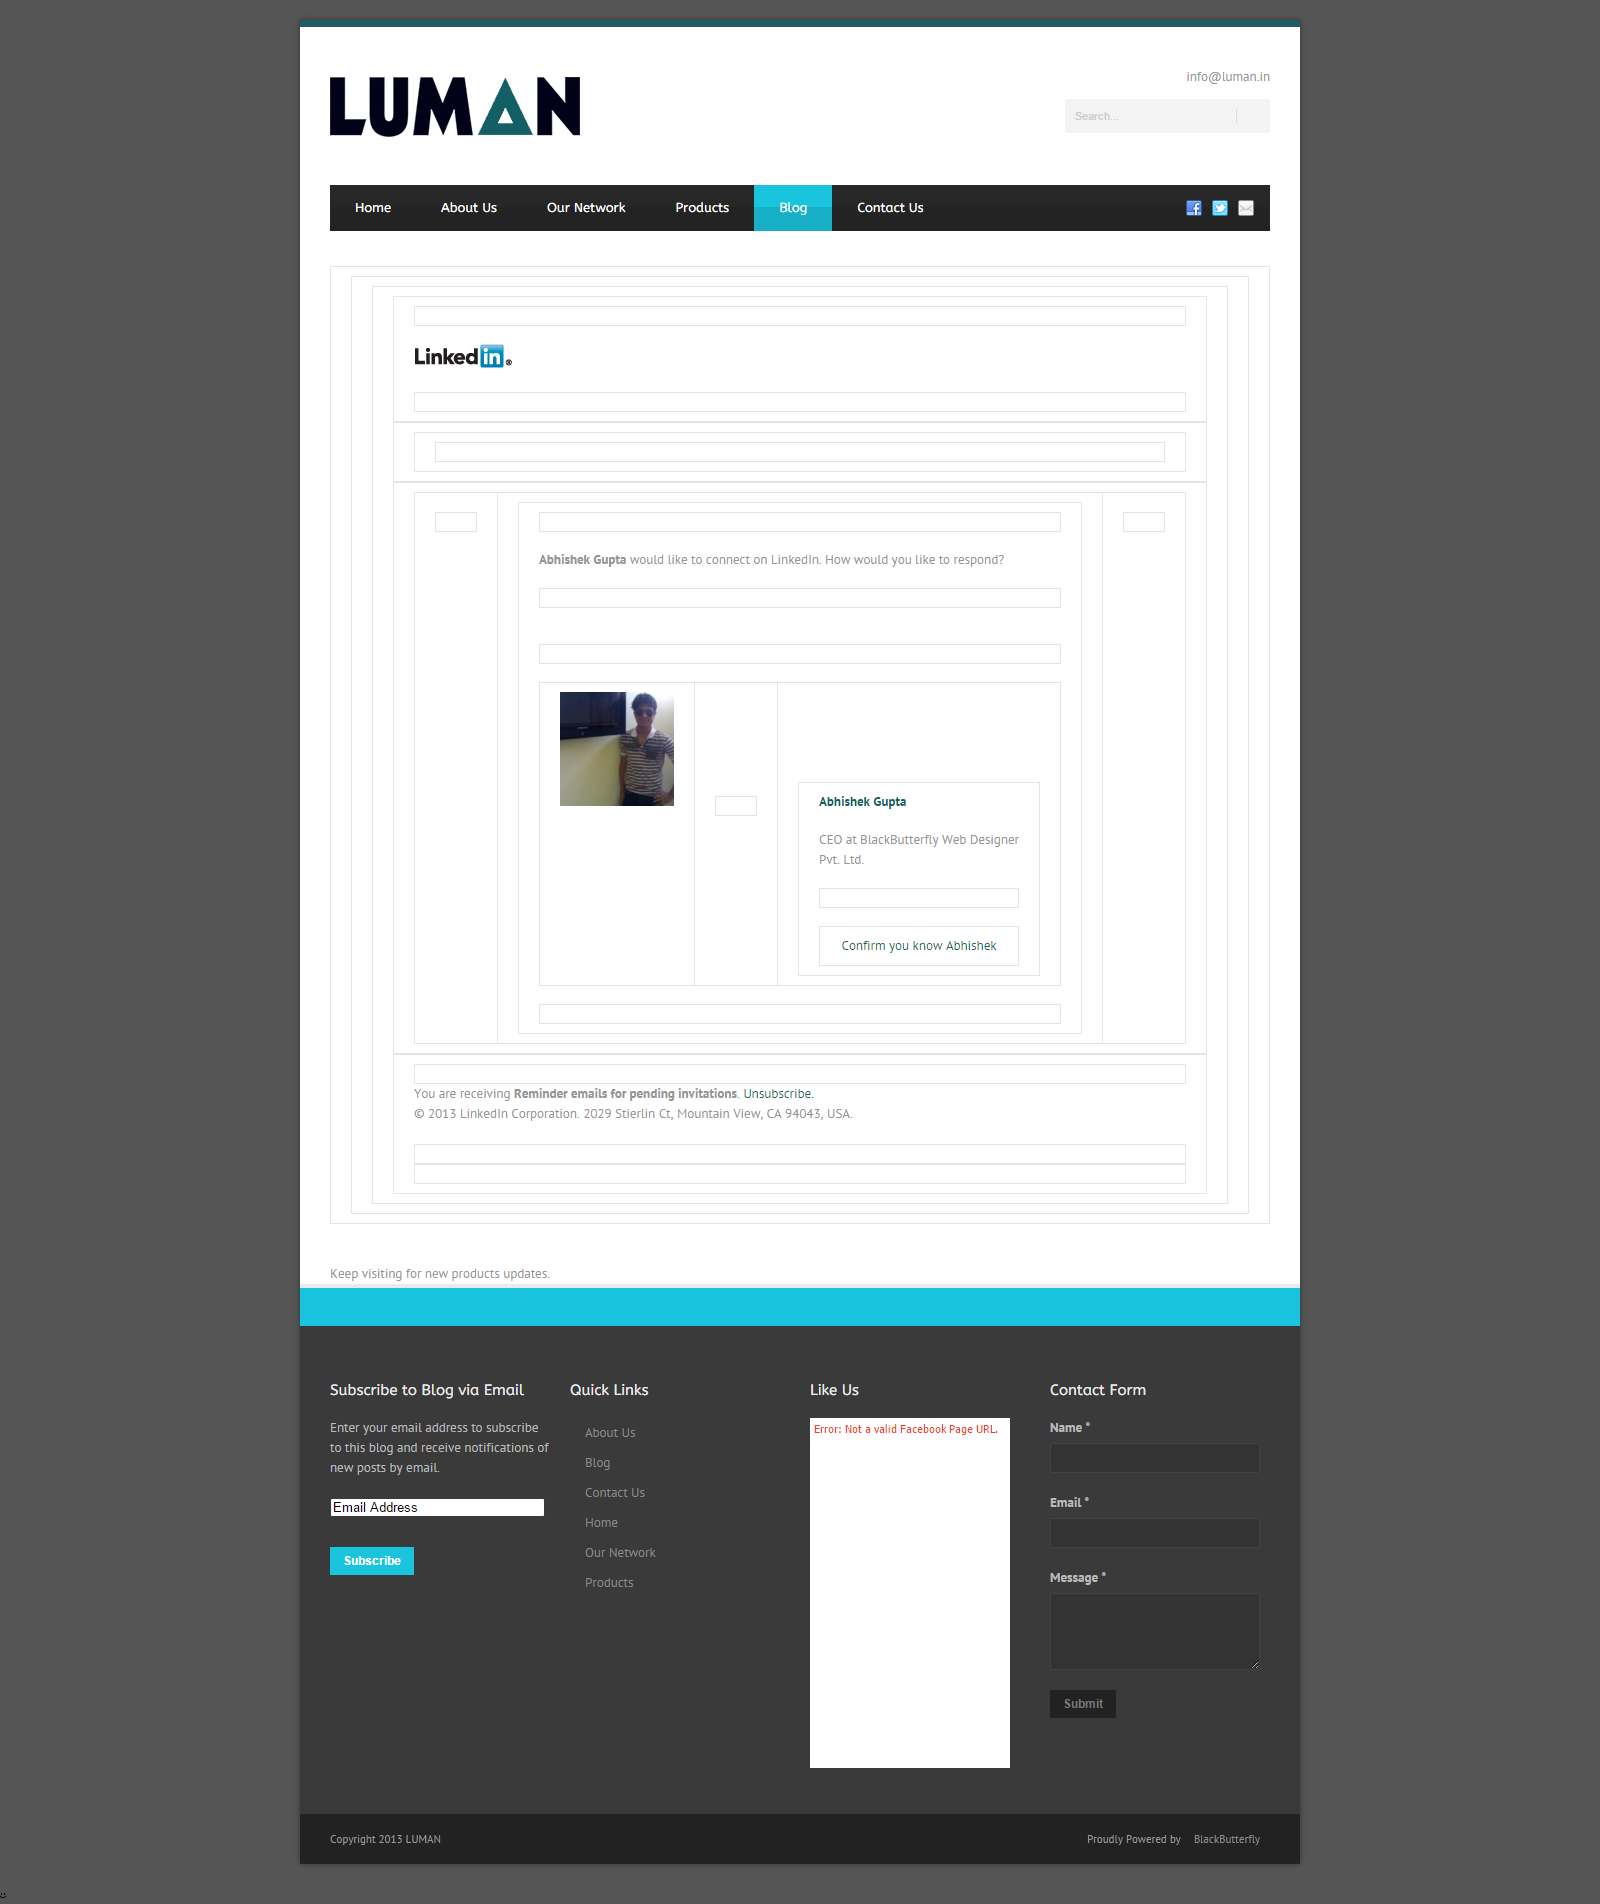 LUMAN
info@luman.in
Search...
Home About Us Our Network Products Blog Contact Us
Linked in ®
Abhishek Gupta would like to connect on LinkedIn. How would you like to respond?
Abhishek Gupta
CEO at BlackButterfly Web Designer
Pvt. Ltd.
Confirm you know Abhishek
You are receiving Reminder emails for pending invitations. Unsubscribe.
© 2013 LinkedIn Corporation. 2029 Stierlin Ct, Mountain View, CA 94043, USA.
Keep visiting for new products updates.
Subscribe to Blog via Email
Enter your email address to subscribe
to this blog and receive notifications of
new posts by email.
Email Address
Subscribe
Quick Links
About Us
Blog
Contact Us
Home
Our Network
Products
Like Us
Error: Not a valid Facebook Page URL.
Contact Form
Name *
Email *
Message *
Submit
Copyright 2013 LUMAN
Proudly Powered by BlackButterfly